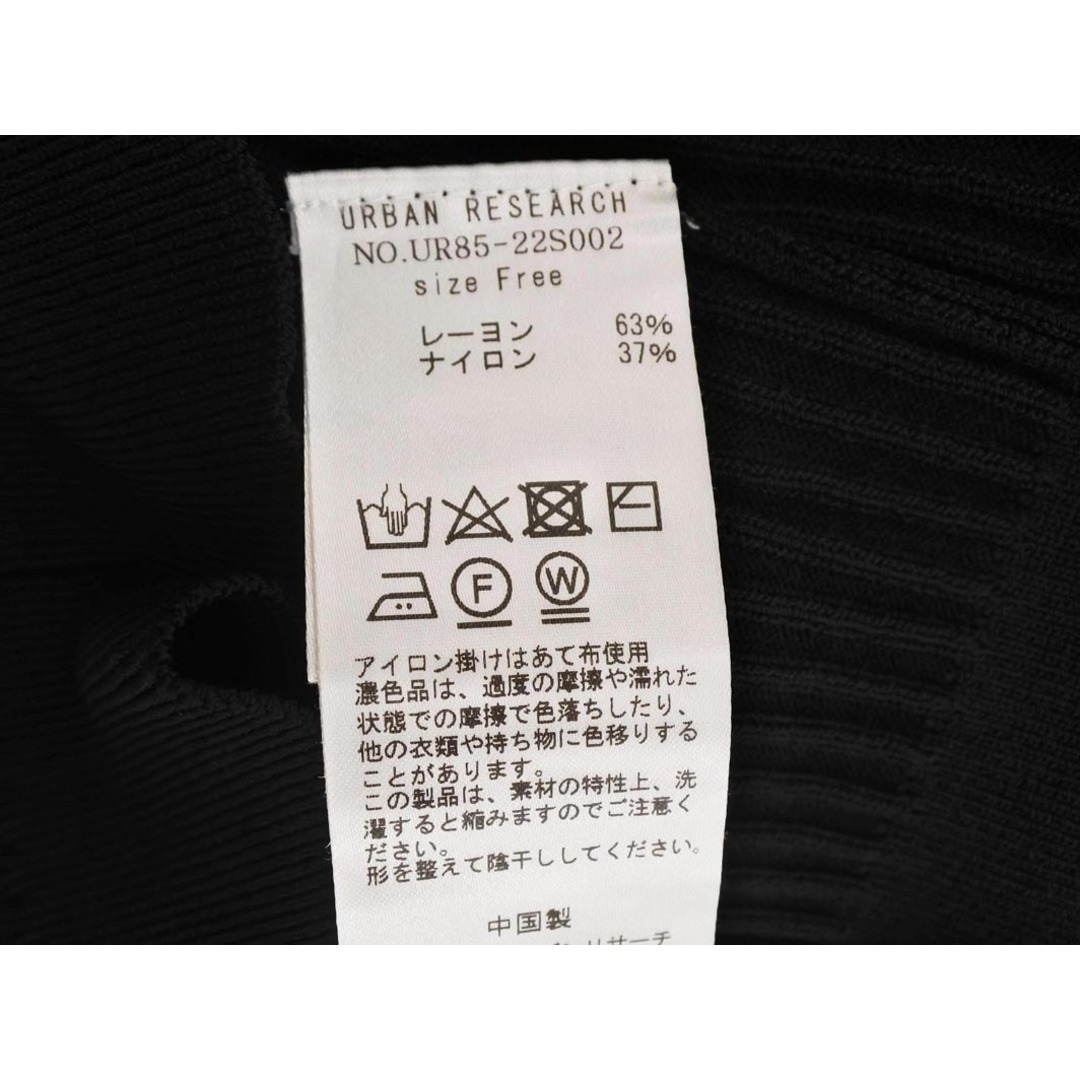 URBAN RESEARCH
NO.UR85-22S002
size Free
レーヨン 63%
ナイロン 37%
F W
アイロン掛けはあて布使用
濃色品は、過度の摩擦や濡れた
状態での摩擦で色落ちしたり、
他の衣類や持ち物に色移りする
ことがあります。
この製品は、素材の特性上、洗
濯すると縮みますのでご注意く
ださい。
形を整えて陰干ししてください。
中国製
リサーチ